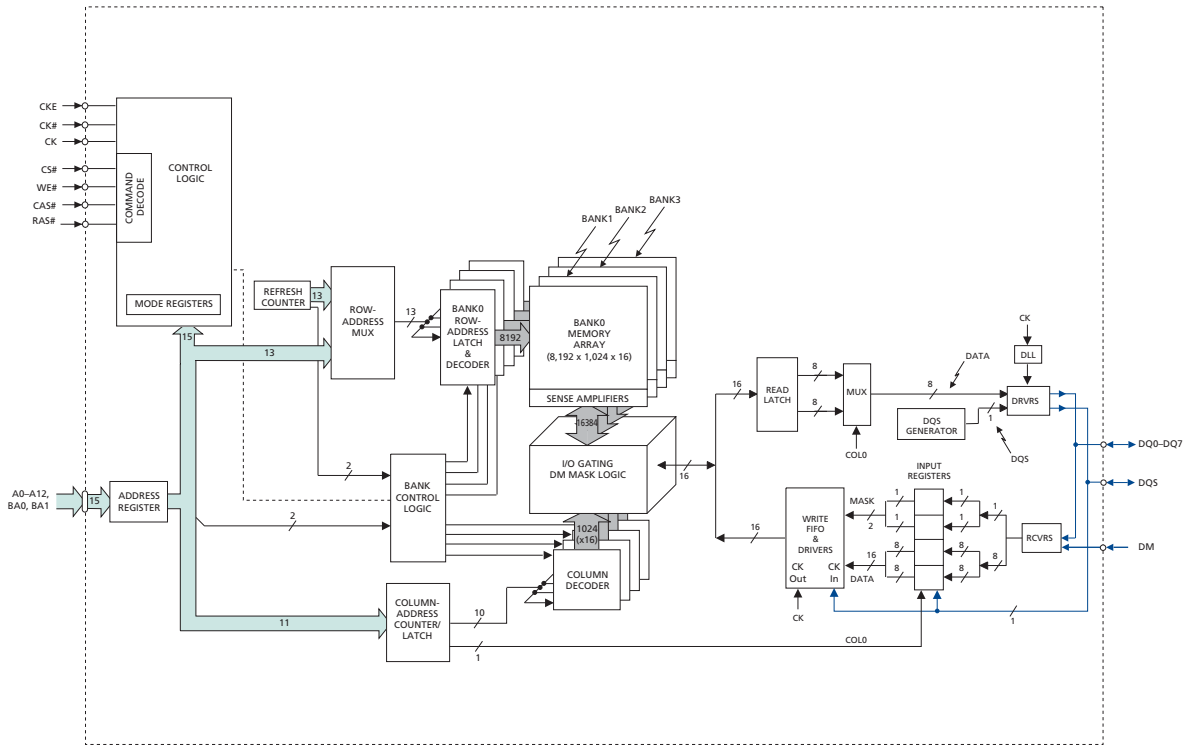 CKE
CK#
CK
CS#
WE#
CAS#
RAS#
COMMAND
DECODE
CONTROL
LOGIC
MODE REGISTERS
15
REFRESH
COUNTER
13
13
ROW-
ADDRESS
MUX
13
BANK0
ROW-
ADDRESS
LATCH
&
DECODER
8192
BANK1
BANK2
BANK3
BANK0
MEMORY
ARRAY
(8,192 x 1,024 x 16)
SENSE AMPLIFIERS
16384
I/O GATING
DM MASK LOGIC
16
A0–A12,
BA0, BA1
15
ADDRESS
REGISTER
2
2
BANK
CONTROL
LOGIC
1024
(x16)
COLUMN
DECODER
11
COLUMN-
ADDRESS
COUNTER/
LATCH
10
1
COL0
16
READ
LATCH
8
8
MUX
COL0
8
DATA
DQS
GENERATOR
1
DQS
CK
DLL
DRVRS
DQ0–DQ7
DQS
DM
INPUT
REGISTERS
16
WRITE
FIFO
&
DRIVERS
CK
Out
CK
In
CK
MASK
2
16
DATA
1
1
8
8
1
1
8
8
1
8
RCVRS
1